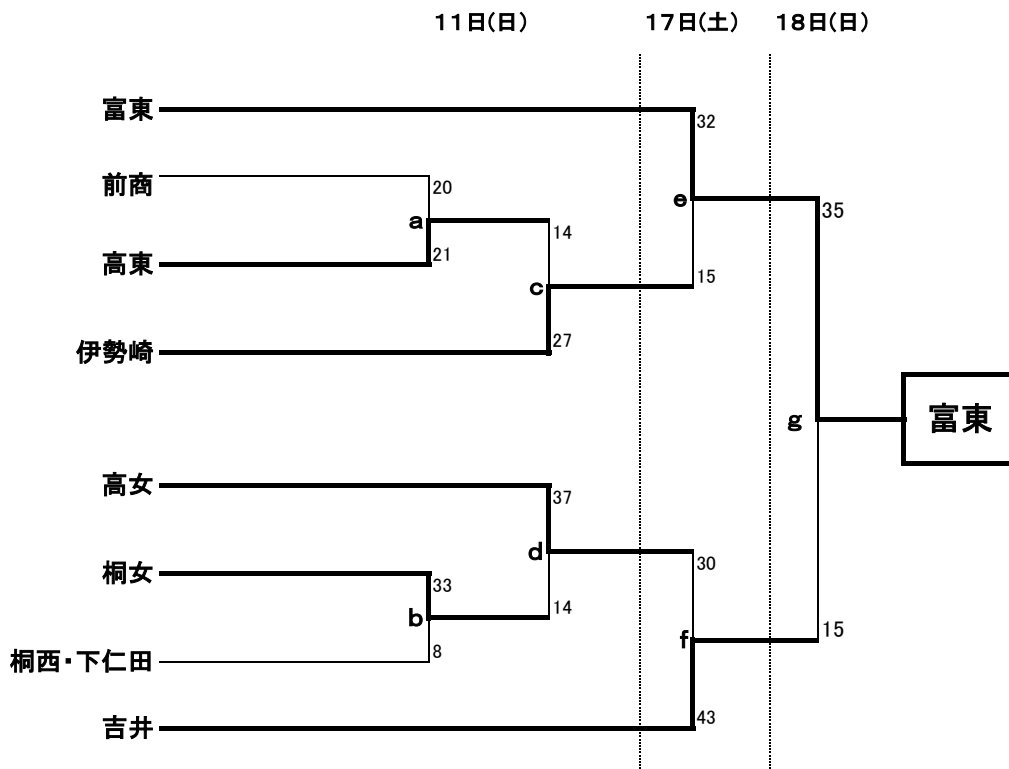 11日(日)
17日(土)
18日(日)
富東
32
前商
20
e
35
a
14
高東
21
15
c
伊勢崎
27
富東
g
高女
37
d
30
桐女
33
14
b
15
f
8
桐西・下仁田
43
吉井